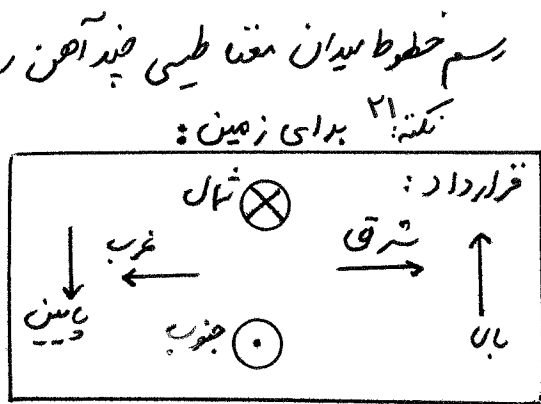 رسم خطوط میدان مغناطیسی چند آهن ر
نکته ۲۱: برای زمین:
قرارداد:
شمال
شرق
غرب
بالا
پایین
جنوب